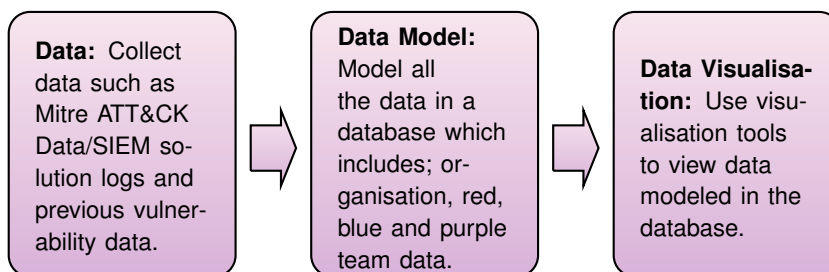 Data: Collect
data such as
Mitre ATT&CK
Data/SIEM so-
lution logs and
previous vulner-
ability data.
Data Model:
Model all
the data in a
database which
includes; or-
ganisation, red,
blue and purple
team data.
Data Visualisa-
tion: Use visu-
alisation tools
to view data
modeled in the
database.